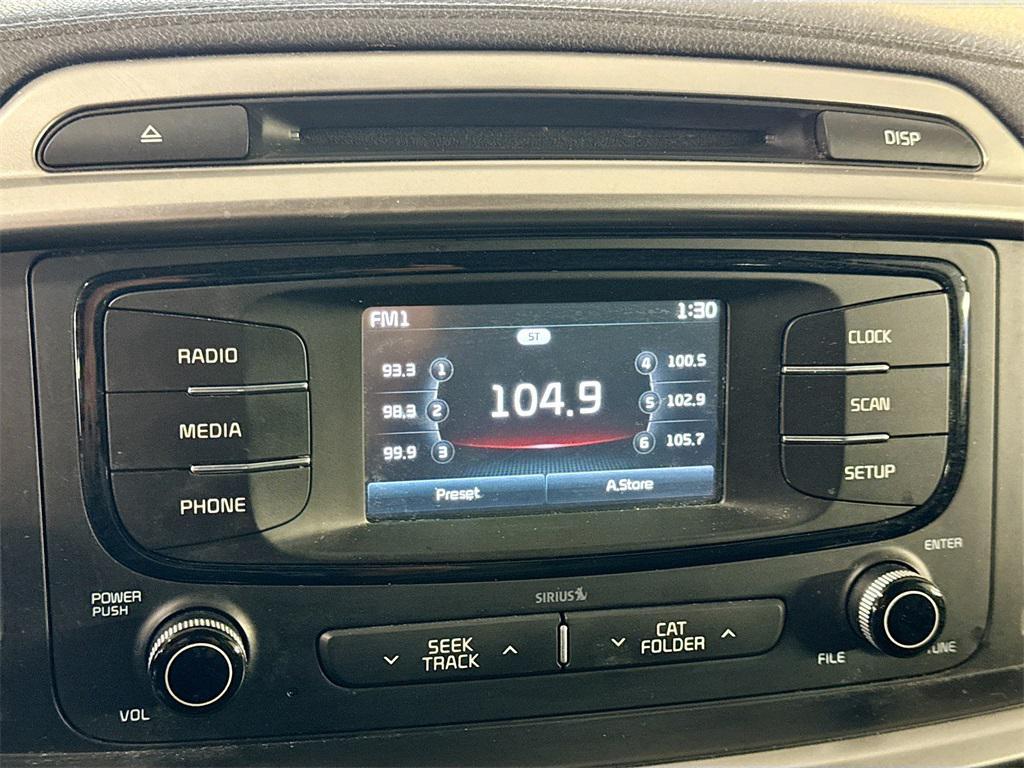 DISP
RADIO
MEDIA
PHONE
FM1
1:30
ST
93.3 1
98.3 2
99.9 3
104.9
4 100.5
5 102.9
6 105.7
Preset
A.Store
CLOCK
SCAN
SETUP
POWER
PUSH
VOL
SIRIUS
SEEK
TRACK
CAT
FOLDER
ENTER
FILE
TUNE